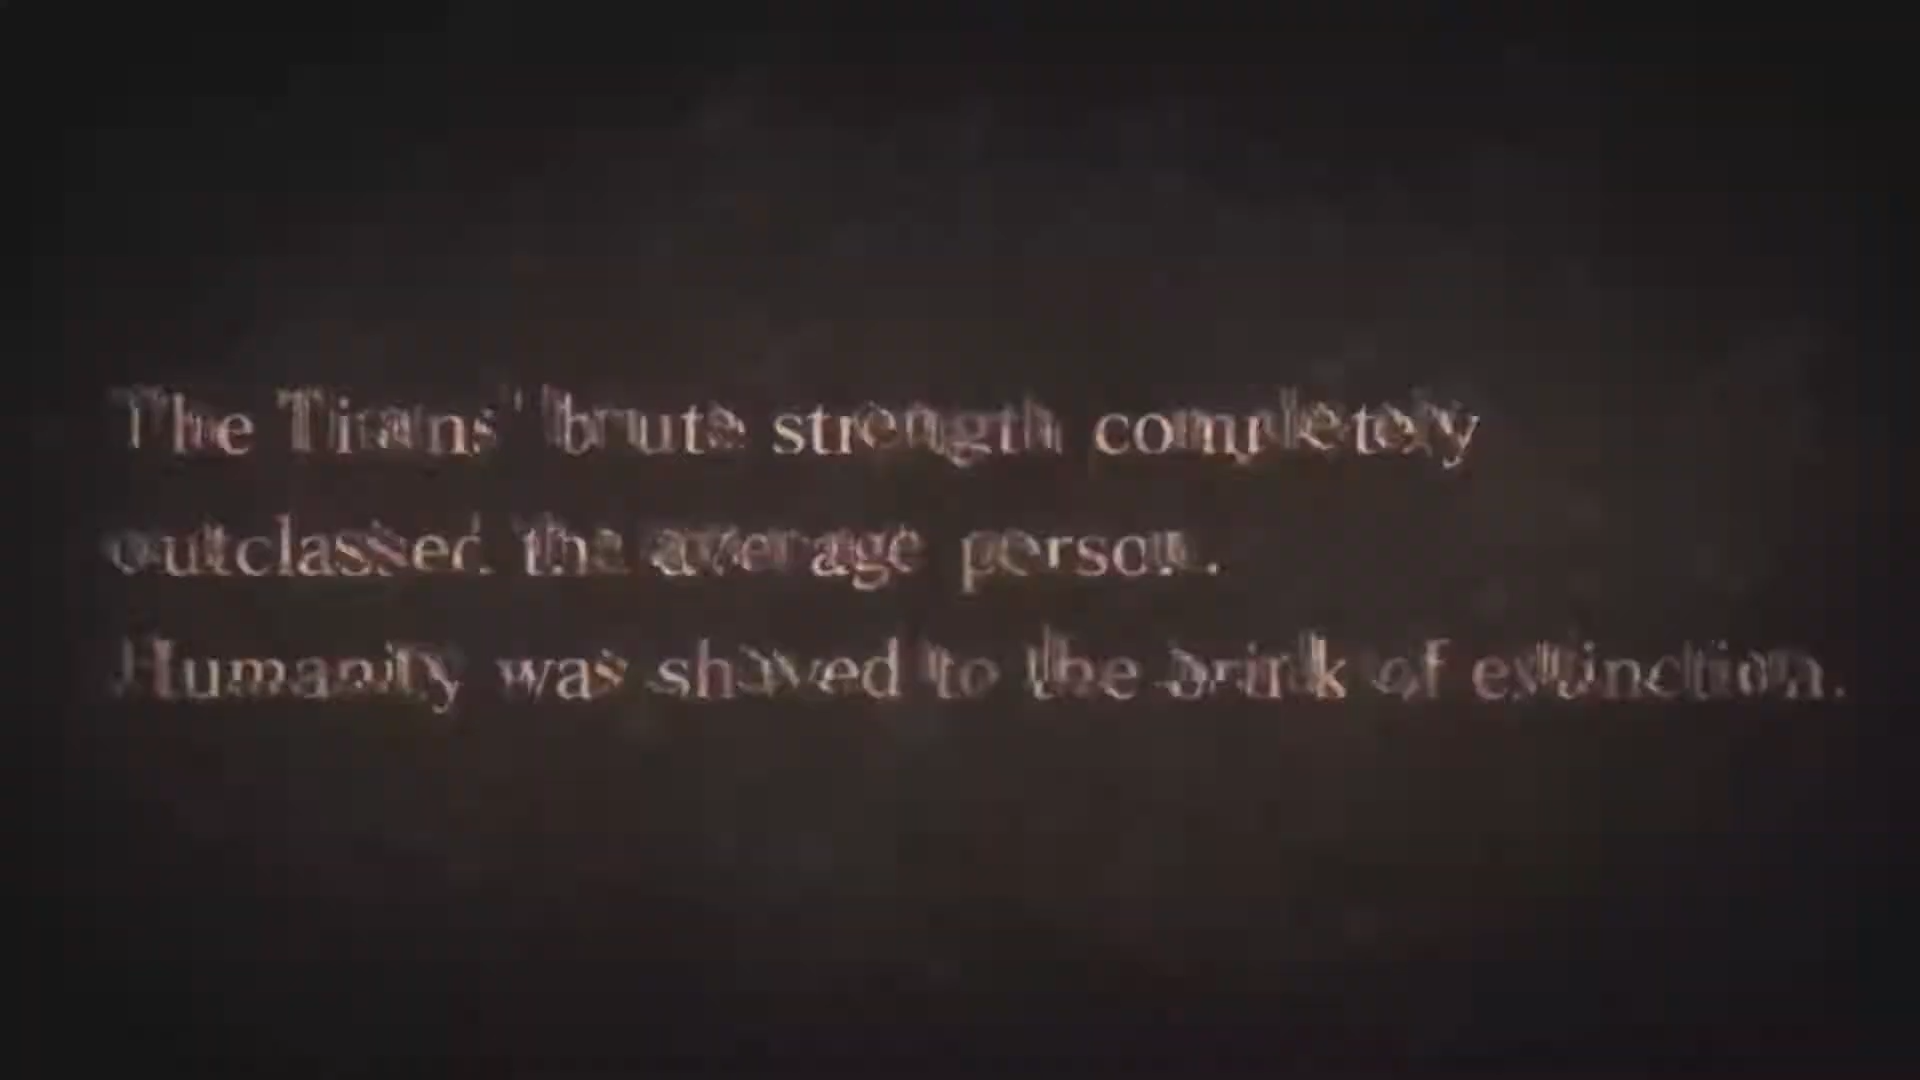 The Titans' brute strength completely
outclassed the average person.
Humanity was shoved to the brink of extinction.